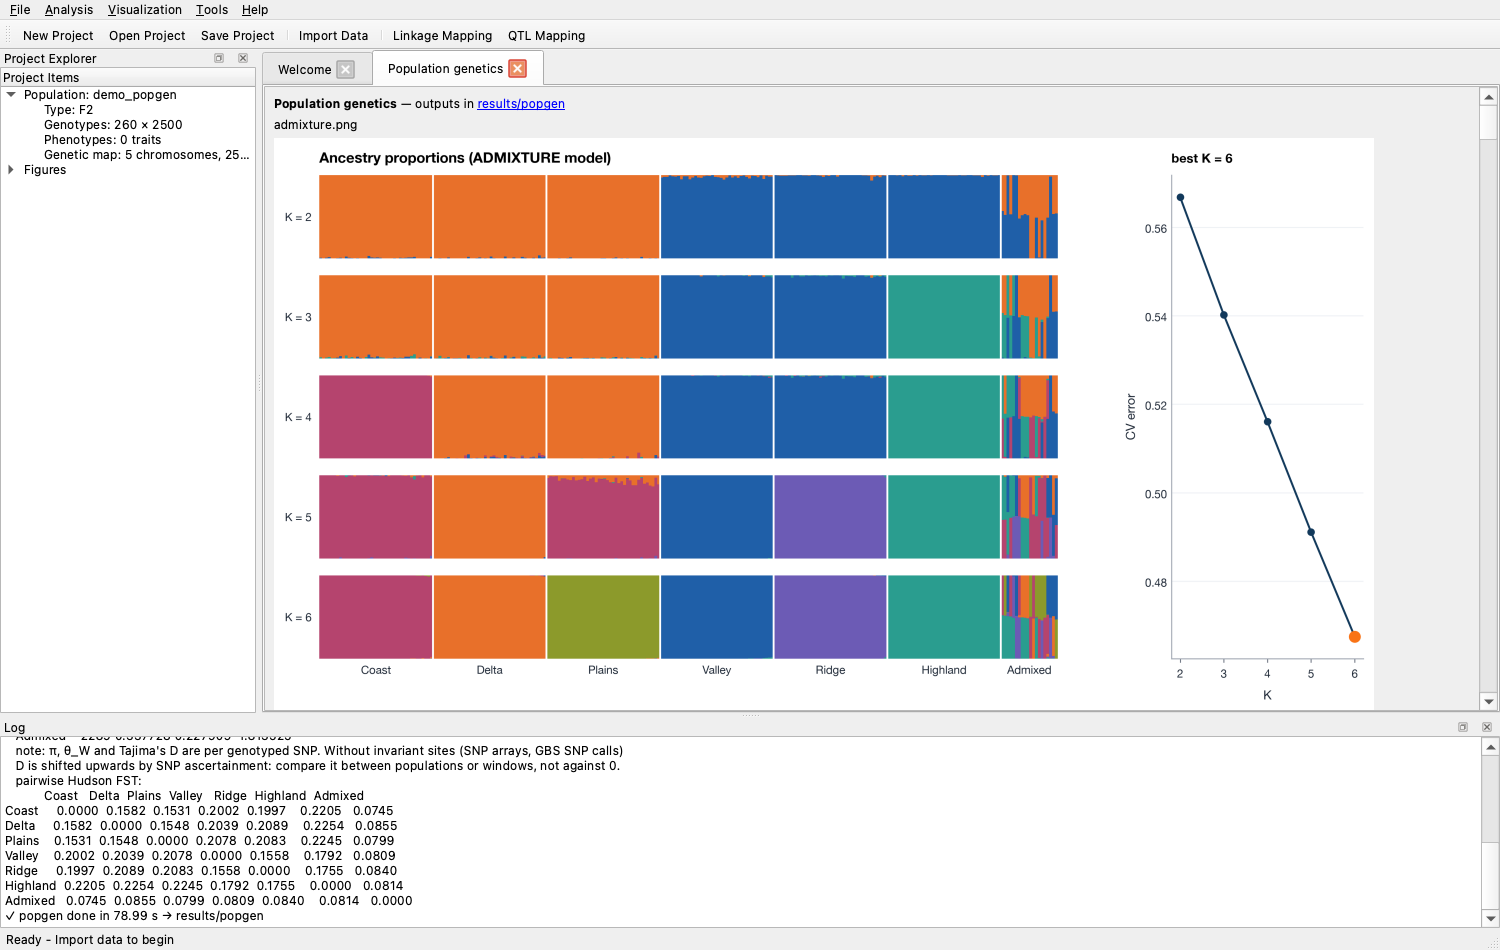 File Analysis Visualization Tools Help
New Project Open Project Save Project Import Data Linkage Mapping QTL Mapping
Project Explorer
Project Items
Population: demo_popgen
Type: F2
Genotypes: 260 × 2500
Phenotypes: 0 traits
Genetic map: 5 chromosomes, 25...
Figures
Welcome
Population genetics
Population genetics — outputs in results/popgen
admixture.png
Ancestry proportions (ADMIXTURE model)
K = 2
K = 3
K = 4
K = 5
K = 6
Coast Delta Plains Valley Ridge Highland Admixed
best K = 6
CV error
0.56
0.54
0.52
0.50
0.48
2 3 4 5 6
K
Log
note: π, θ_W and Tajima's D are per genotyped SNP. Without invariant sites (SNP arrays, GBS SNP calls)
D is shifted upwards by SNP ascertainment: compare it between populations or windows, not against 0.
pairwise Hudson FST:
Coast Delta Plains Valley Ridge Highland Admixed
Coast 0.0000 0.1582 0.1531 0.2002 0.1997 0.2205 0.0745
Delta 0.1582 0.0000 0.1548 0.2039 0.2089 0.2254 0.0855
Plains 0.1531 0.1548 0.0000 0.2078 0.2083 0.2245 0.0799
Valley 0.2002 0.2039 0.2078 0.0000 0.1558 0.1792 0.0809
Ridge 0.1997 0.2089 0.2083 0.1558 0.0000 0.1755 0.0840
Highland 0.2205 0.2254 0.2245 0.1792 0.1755 0.0000 0.0814
Admixed 0.0745 0.0855 0.0799 0.0809 0.0840 0.0814 0.0000
✓ popgen done in 78.99 s → results/popgen
Ready - Import data to begin